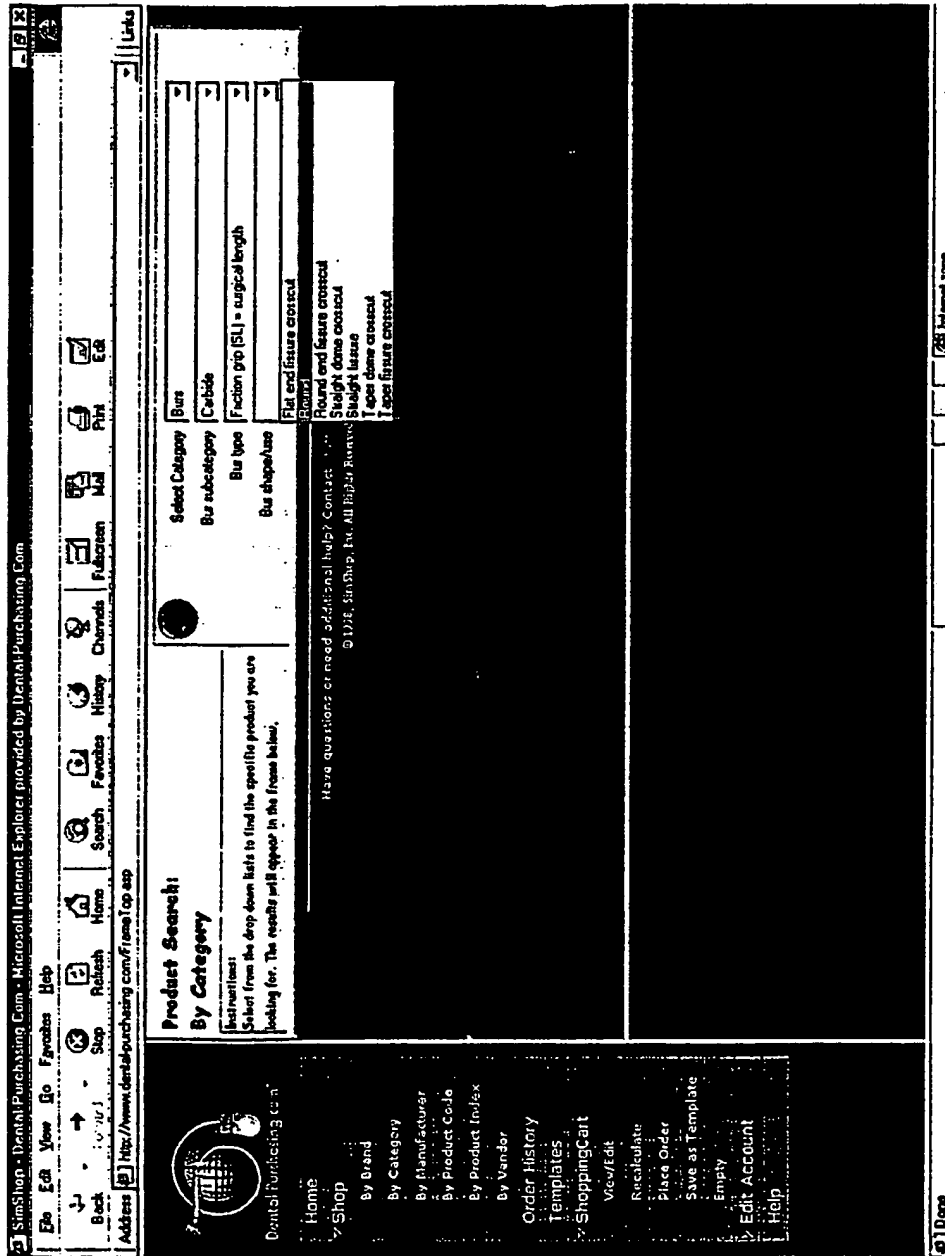 SimShop - Dental-Purchasing.Com - Microsoft Internet Explorer provided by Dental-Purchasing.Com
File Edit View Go Favorites Help
Back Stop Refresh Home Search Favorites History Channels Fullscreen Mail Print Edit
Address http://www.dental-purchasing.com/FrameTop.asp Links
DentalPurchasing.com
Home
Shop
By Brand
By Category
By Manufacturer
By Product Code
By Product Index
By Vendor
Order History
Templates
ShoppingCart
View/Edit
Recalculate
Place Order
Save as Template
Empty
Edit Account
Help
Product Search:
By Category
Instructions:
Select from the drop down lists to find the specific product you are
looking for. The results will appear in the frame below.
Select Category Burs
Bur subcategory Carbide
Bur type Friction grip (SL) = surgical length
Bur shape/use
Flat end fissure crosscut
Round
Round end fissure crosscut
Straight dome crosscut
Straight fissure
Taper dome crosscut
Taper fissure crosscut
Have questions or need additional help? Contact
© 1998, SimShop, Inc. All Rights Reserved
Done Internet zone